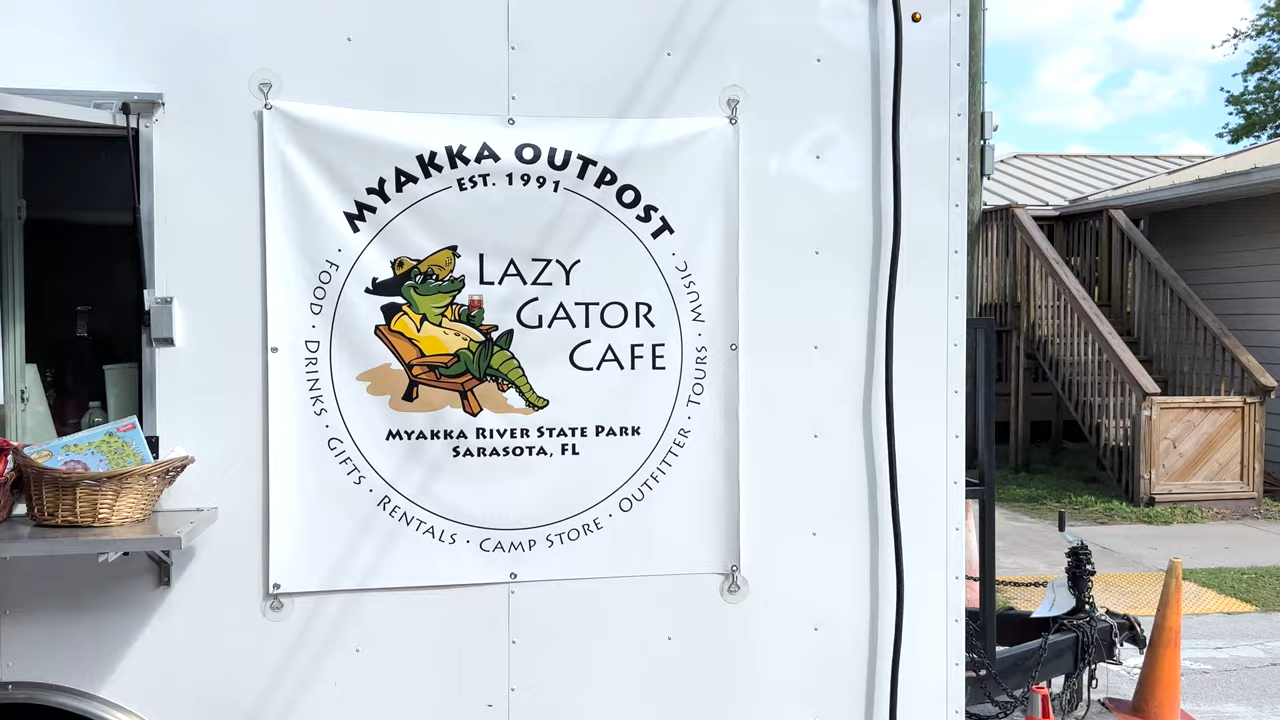 MYAKKA OUTPOST
EST. 1991
LAZY
GATOR
CAFE
MYAKKA RIVER STATE PARK
SARASOTA, FL
· FOOD · DRINKS · GIFTS · RENTALS · CAMP STORE · OUTFITTER · TOURS · MUSIC ·